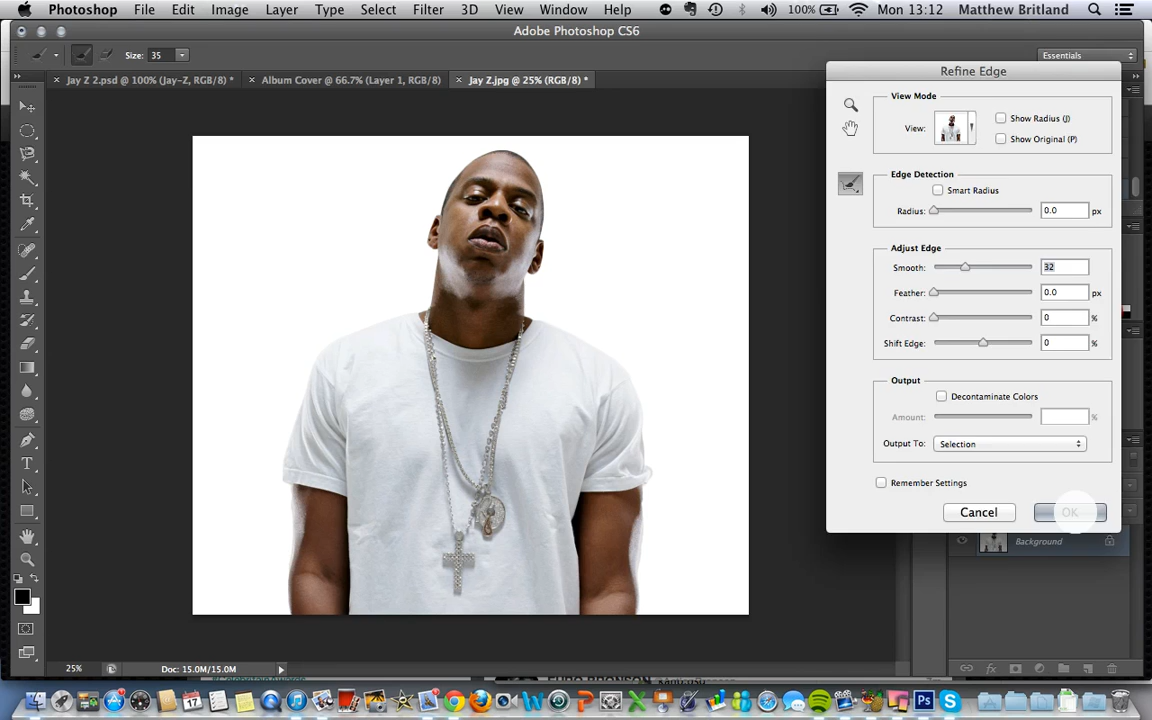 Photoshop File Edit Image Layer Type Select Filter 3D View Window Help 100% Mon 13:12 Matthew Britland
Adobe Photoshop CS6
Size: 35 Essentials
Jay Z 2.psd @ 100% (Jay-Z, RGB/8) * Album Cover @ 66.7% (Layer 1, RGB/8) Jay Z.jpg @ 25% (RGB/8) *
Refine Edge
View Mode
View: Show Radius (J)
Show Original (P)
Edge Detection
Smart Radius
Radius: 0.0 px
Adjust Edge
Smooth: 32
Feather: 0.0 px
Contrast: 0 %
Shift Edge: 0 %
Output
Decontaminate Colors
Amount: %
Output To: Selection
Remember Settings
Cancel OK
Background
25% Doc: 15.0M/15.0M